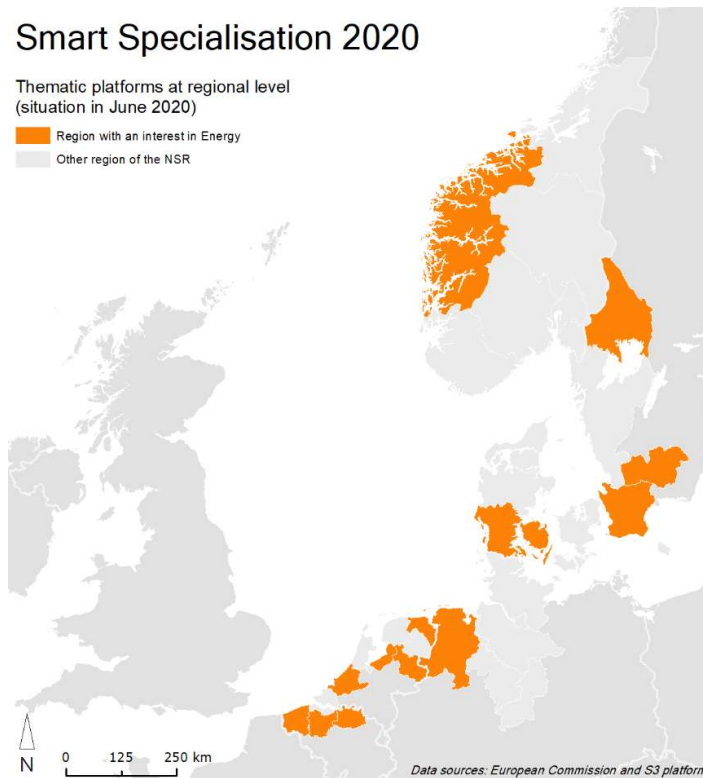 Smart Specialisation 2020
Thematic platforms at regional level
(situation in June 2020)
Region with an interest in Energy
Other region of the NSR
N
0 125 250 km
Data sources: European Commission and S3 platform